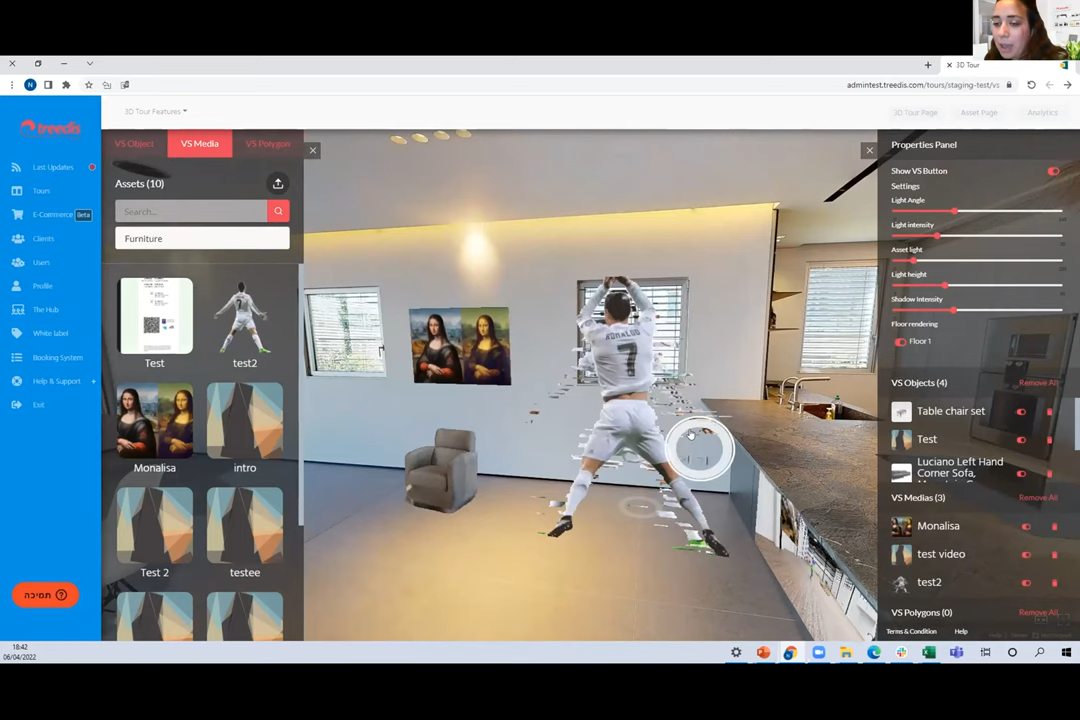 3D Tour
admintest.treedis.com/tours/staging-test/vs
treedis
3D Tour Features
3D Tour Page
Asset Page
Analytics
Last Updates
Tours
E-Commerce Beta
Clients
Users
Profile
The Hub
White label
Booking System
Help & Support +
Exit
תמיכה
VS Object
VS Media
VS Polygon
Assets (10)
Search...
Furniture
Test
test2
Monalisa
intro
Test 2
testee
RONALDO
7
Properties Panel
Show VS Button
Settings
Light Angle
Light intensity
Asset light
Light height
Shadow Intensity
Floor rendering
Floor 1
VS Objects (4)
Remove All
Table chair set
Test
Luciano Left Hand
Corner Sofa,
VS Medias (3)
Remove All
Monalisa
test video
test2
VS Polygons (0)
Remove All
Terms & Condition
Help
18:42
06/04/2022